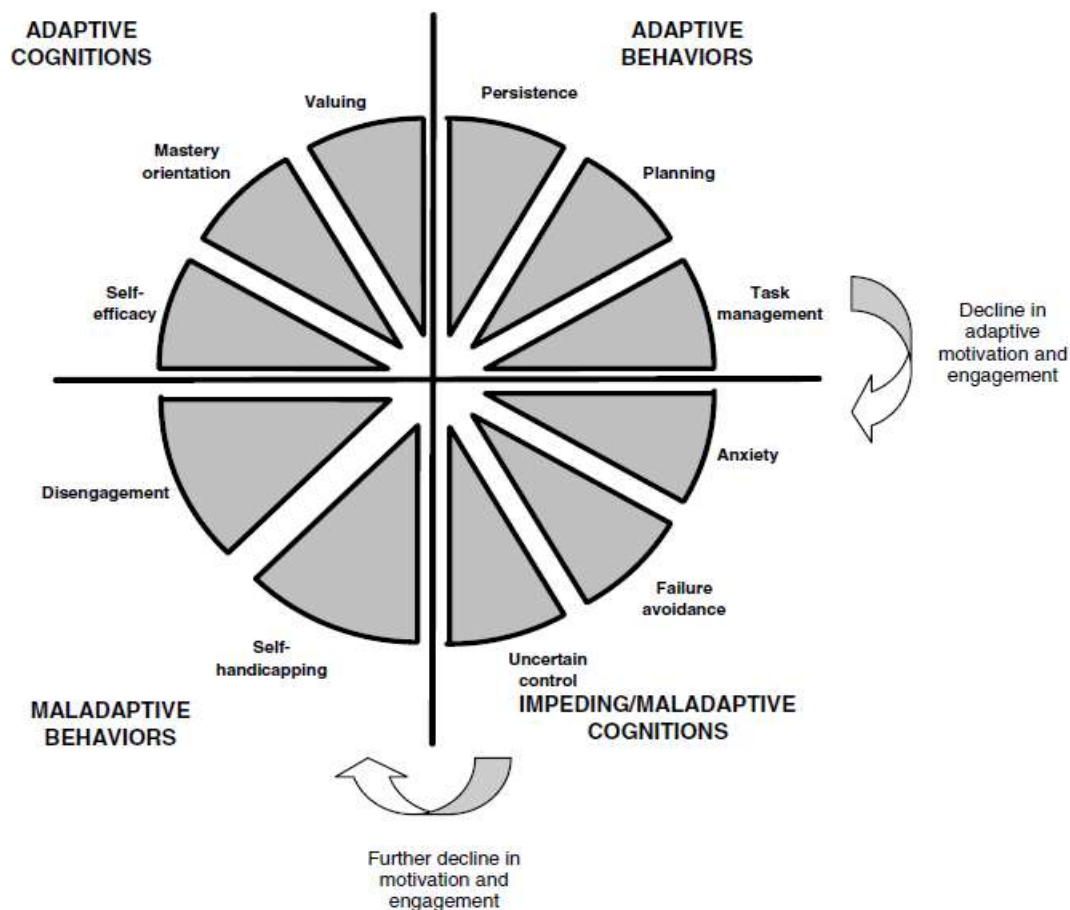 ADAPTIVE
COGNITIONS
ADAPTIVE
BEHAVIORS
Valuing
Persistence
Mastery
orientation
Planning
Self-
efficacy
Task
management
Decline in
adaptive
motivation and
engagement
Disengagement
Anxiety
Failure
avoidance
Self-
handicapping
Uncertain
control
MALADAPTIVE
BEHAVIORS
IMPEDING/MALADAPTIVE
COGNITIONS
Further decline in
motivation and
engagement